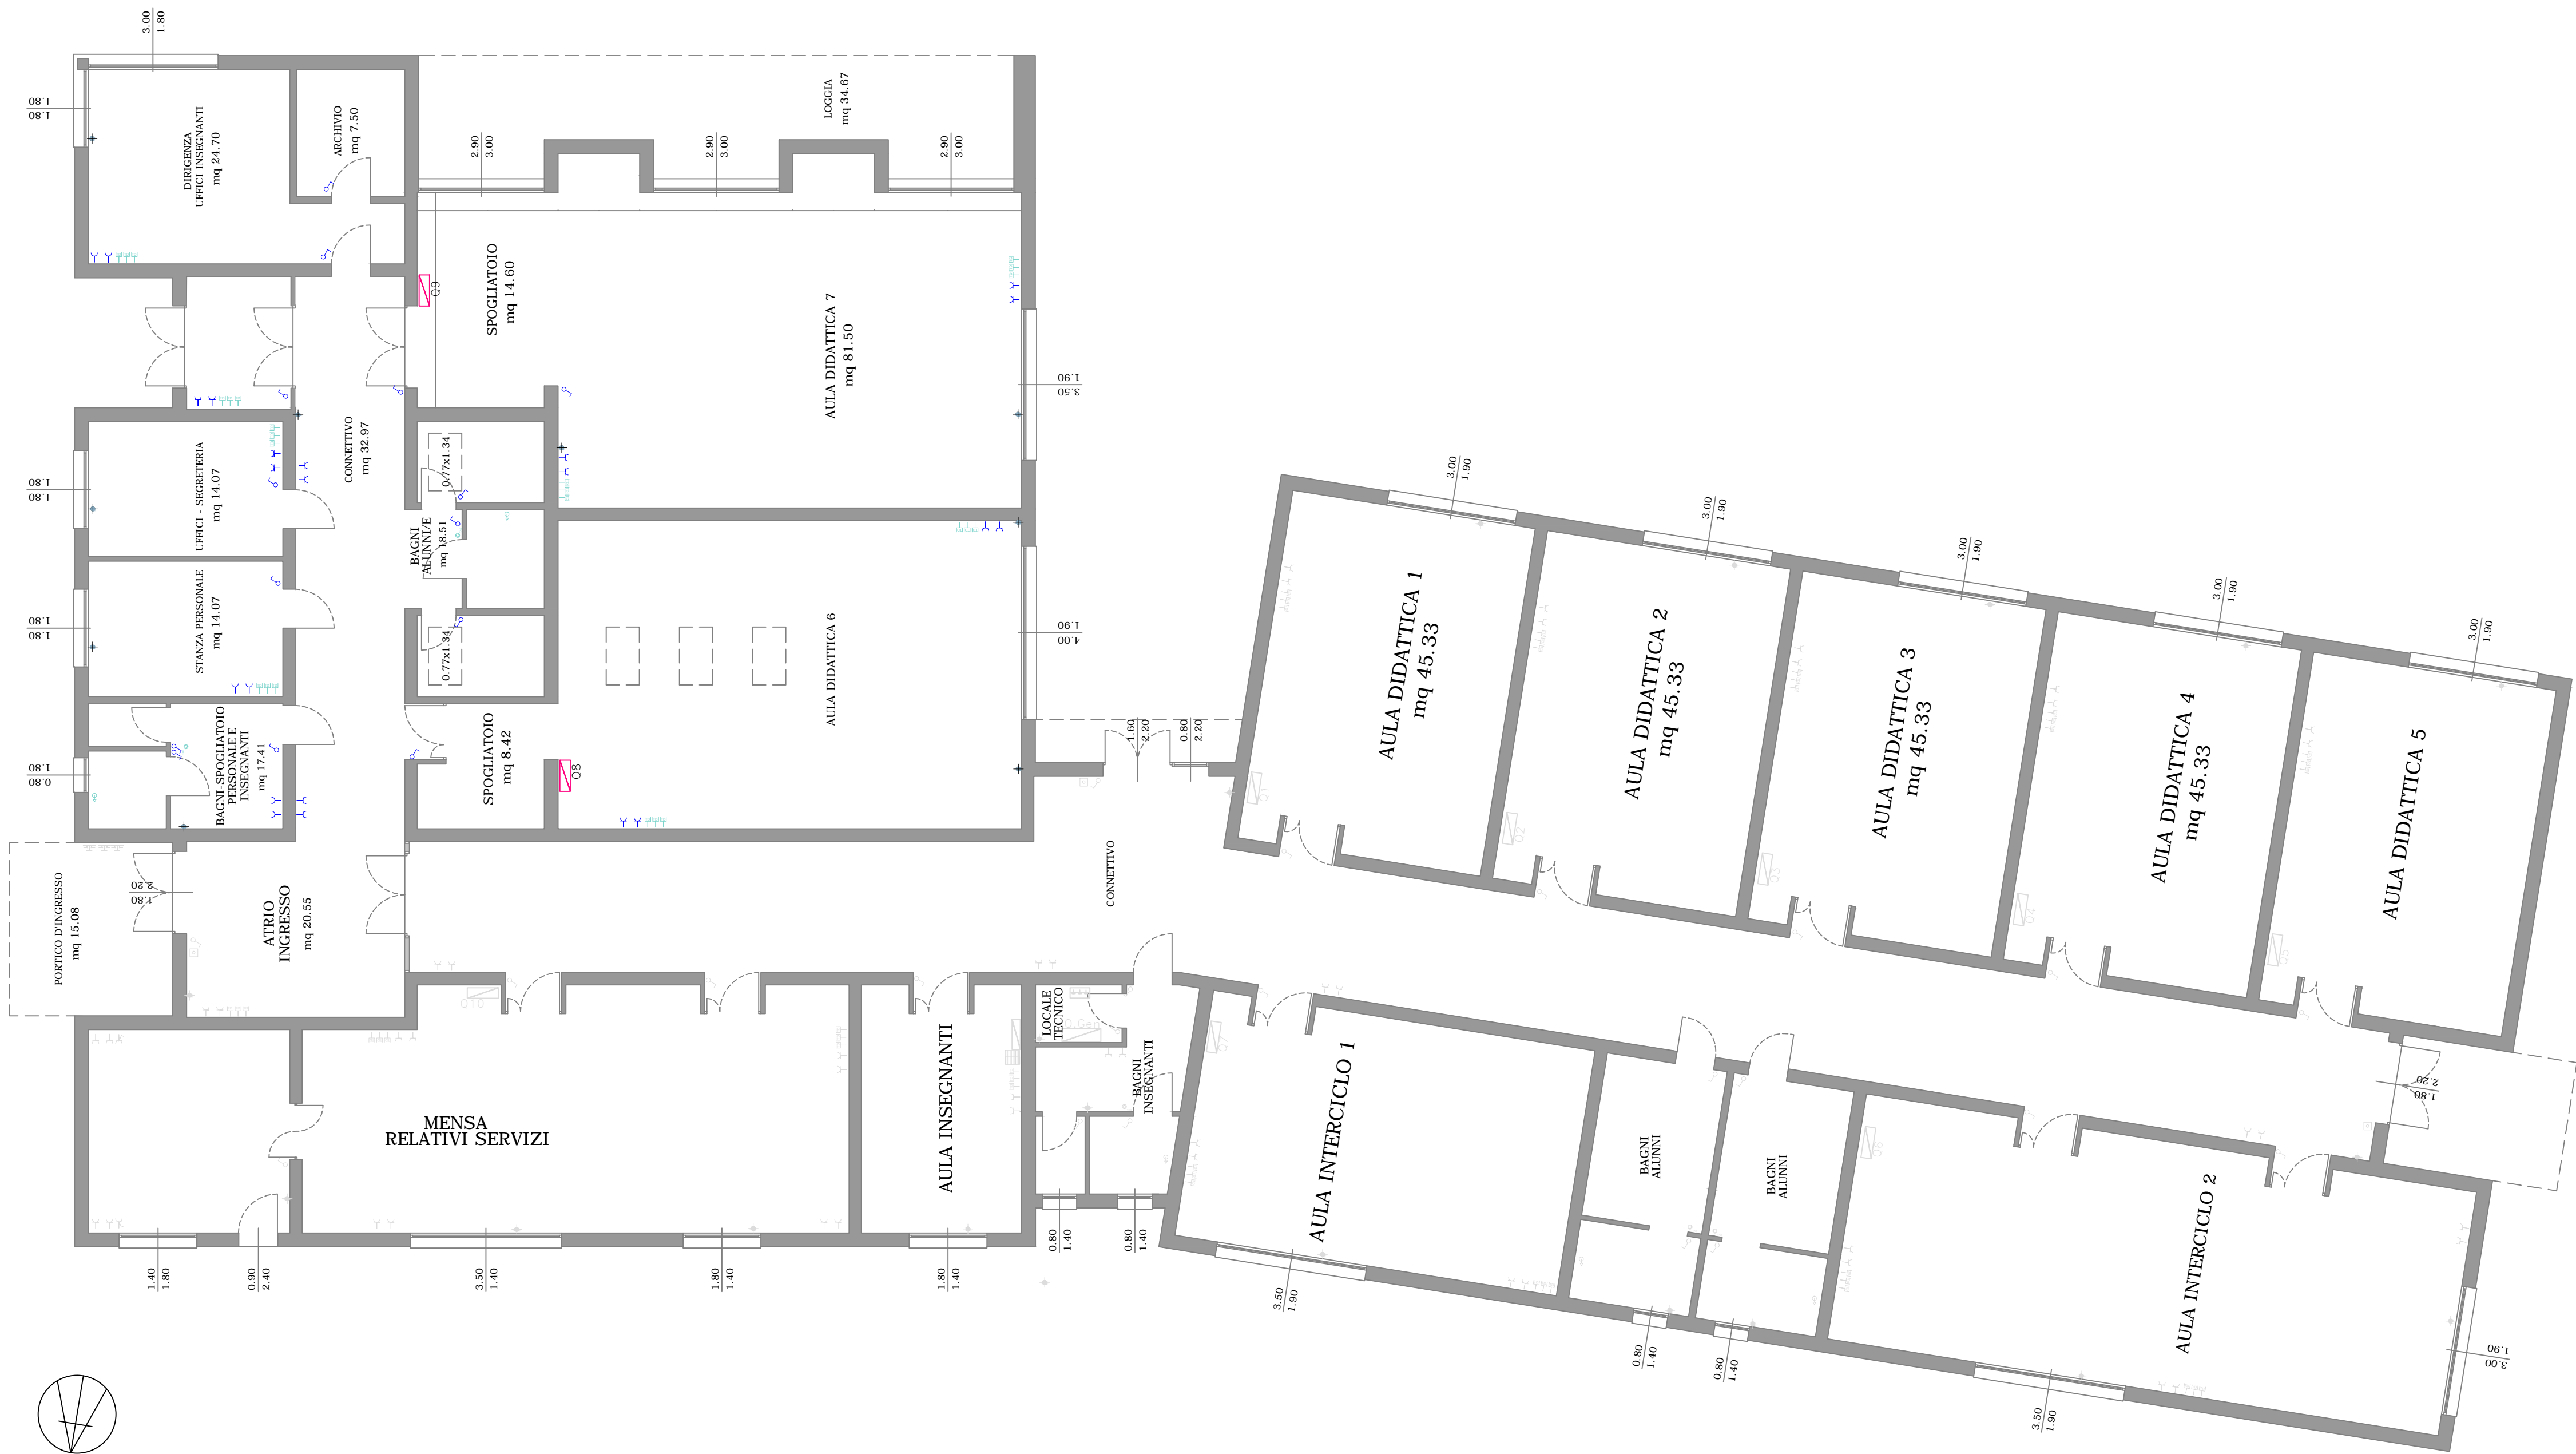 3.00
1.80
1.80
1.80
DIRIGENZA
UFFICI INSEGNANTI
mq 24.70
ARCHIVIO
mq 7.50
LOGGIA
mq 34.67
2.90
3.00
2.90
3.00
2.90
3.00
Q9
SPOGLIATOIO
mq 14.60
AULA DIDATTICA 7
mq 81.50
1.90
3.50
CONNETTIVO
mq 32.97
UFFICI - SEGRETERIA
mq 14.07
1.80
1.80
0.77x1.34
BAGNI
ALUNNI/E
mq 18.51
STANZA PERSONALE
mq 14.07
1.80
1.80
0.77x1.34
AULA DIDATTICA 6
1.90
4.00
BAGNI-SPOGLIATOIO
PERSONALE E
INSEGNANTI
mq 17.41
1.80
0.80
SPOGLIATOIO
mq 8.42
Q8
1.60
2.20
0.80
2.20
PORTICO D'INGRESSO
mq 15.08
2.20
1.80
ATRIO
INGRESSO
mq 20.55
CONNETTIVO
3.00
1.90
3.00
1.90
3.00
1.90
3.00
1.90
3.00
1.90
AULA DIDATTICA 1
mq 45.33
AULA DIDATTICA 2
mq 45.33
AULA DIDATTICA 3
mq 45.33
AULA DIDATTICA 4
mq 45.33
AULA DIDATTICA 5
Q1
Q2
Q3
Q4
Q5
Q10
MENSA
RELATIVI SERVIZI
AULA INSEGNANTI
LOCALE
TECNICO
Q.Gen
BAGNI
INSEGNANTI
Q7
AULA INTERCICLO 1
BAGNI
ALUNNI
BAGNI
ALUNNI
Q6
AULA INTERCICLO 2
2.20
1.80
1.40
1.80
0.90
2.40
3.50
1.40
1.80
1.40
1.80
1.40
0.80
1.40
0.80
1.40
3.50
1.90
0.80
1.40
0.80
1.40
3.50
1.90
1.90
3.00